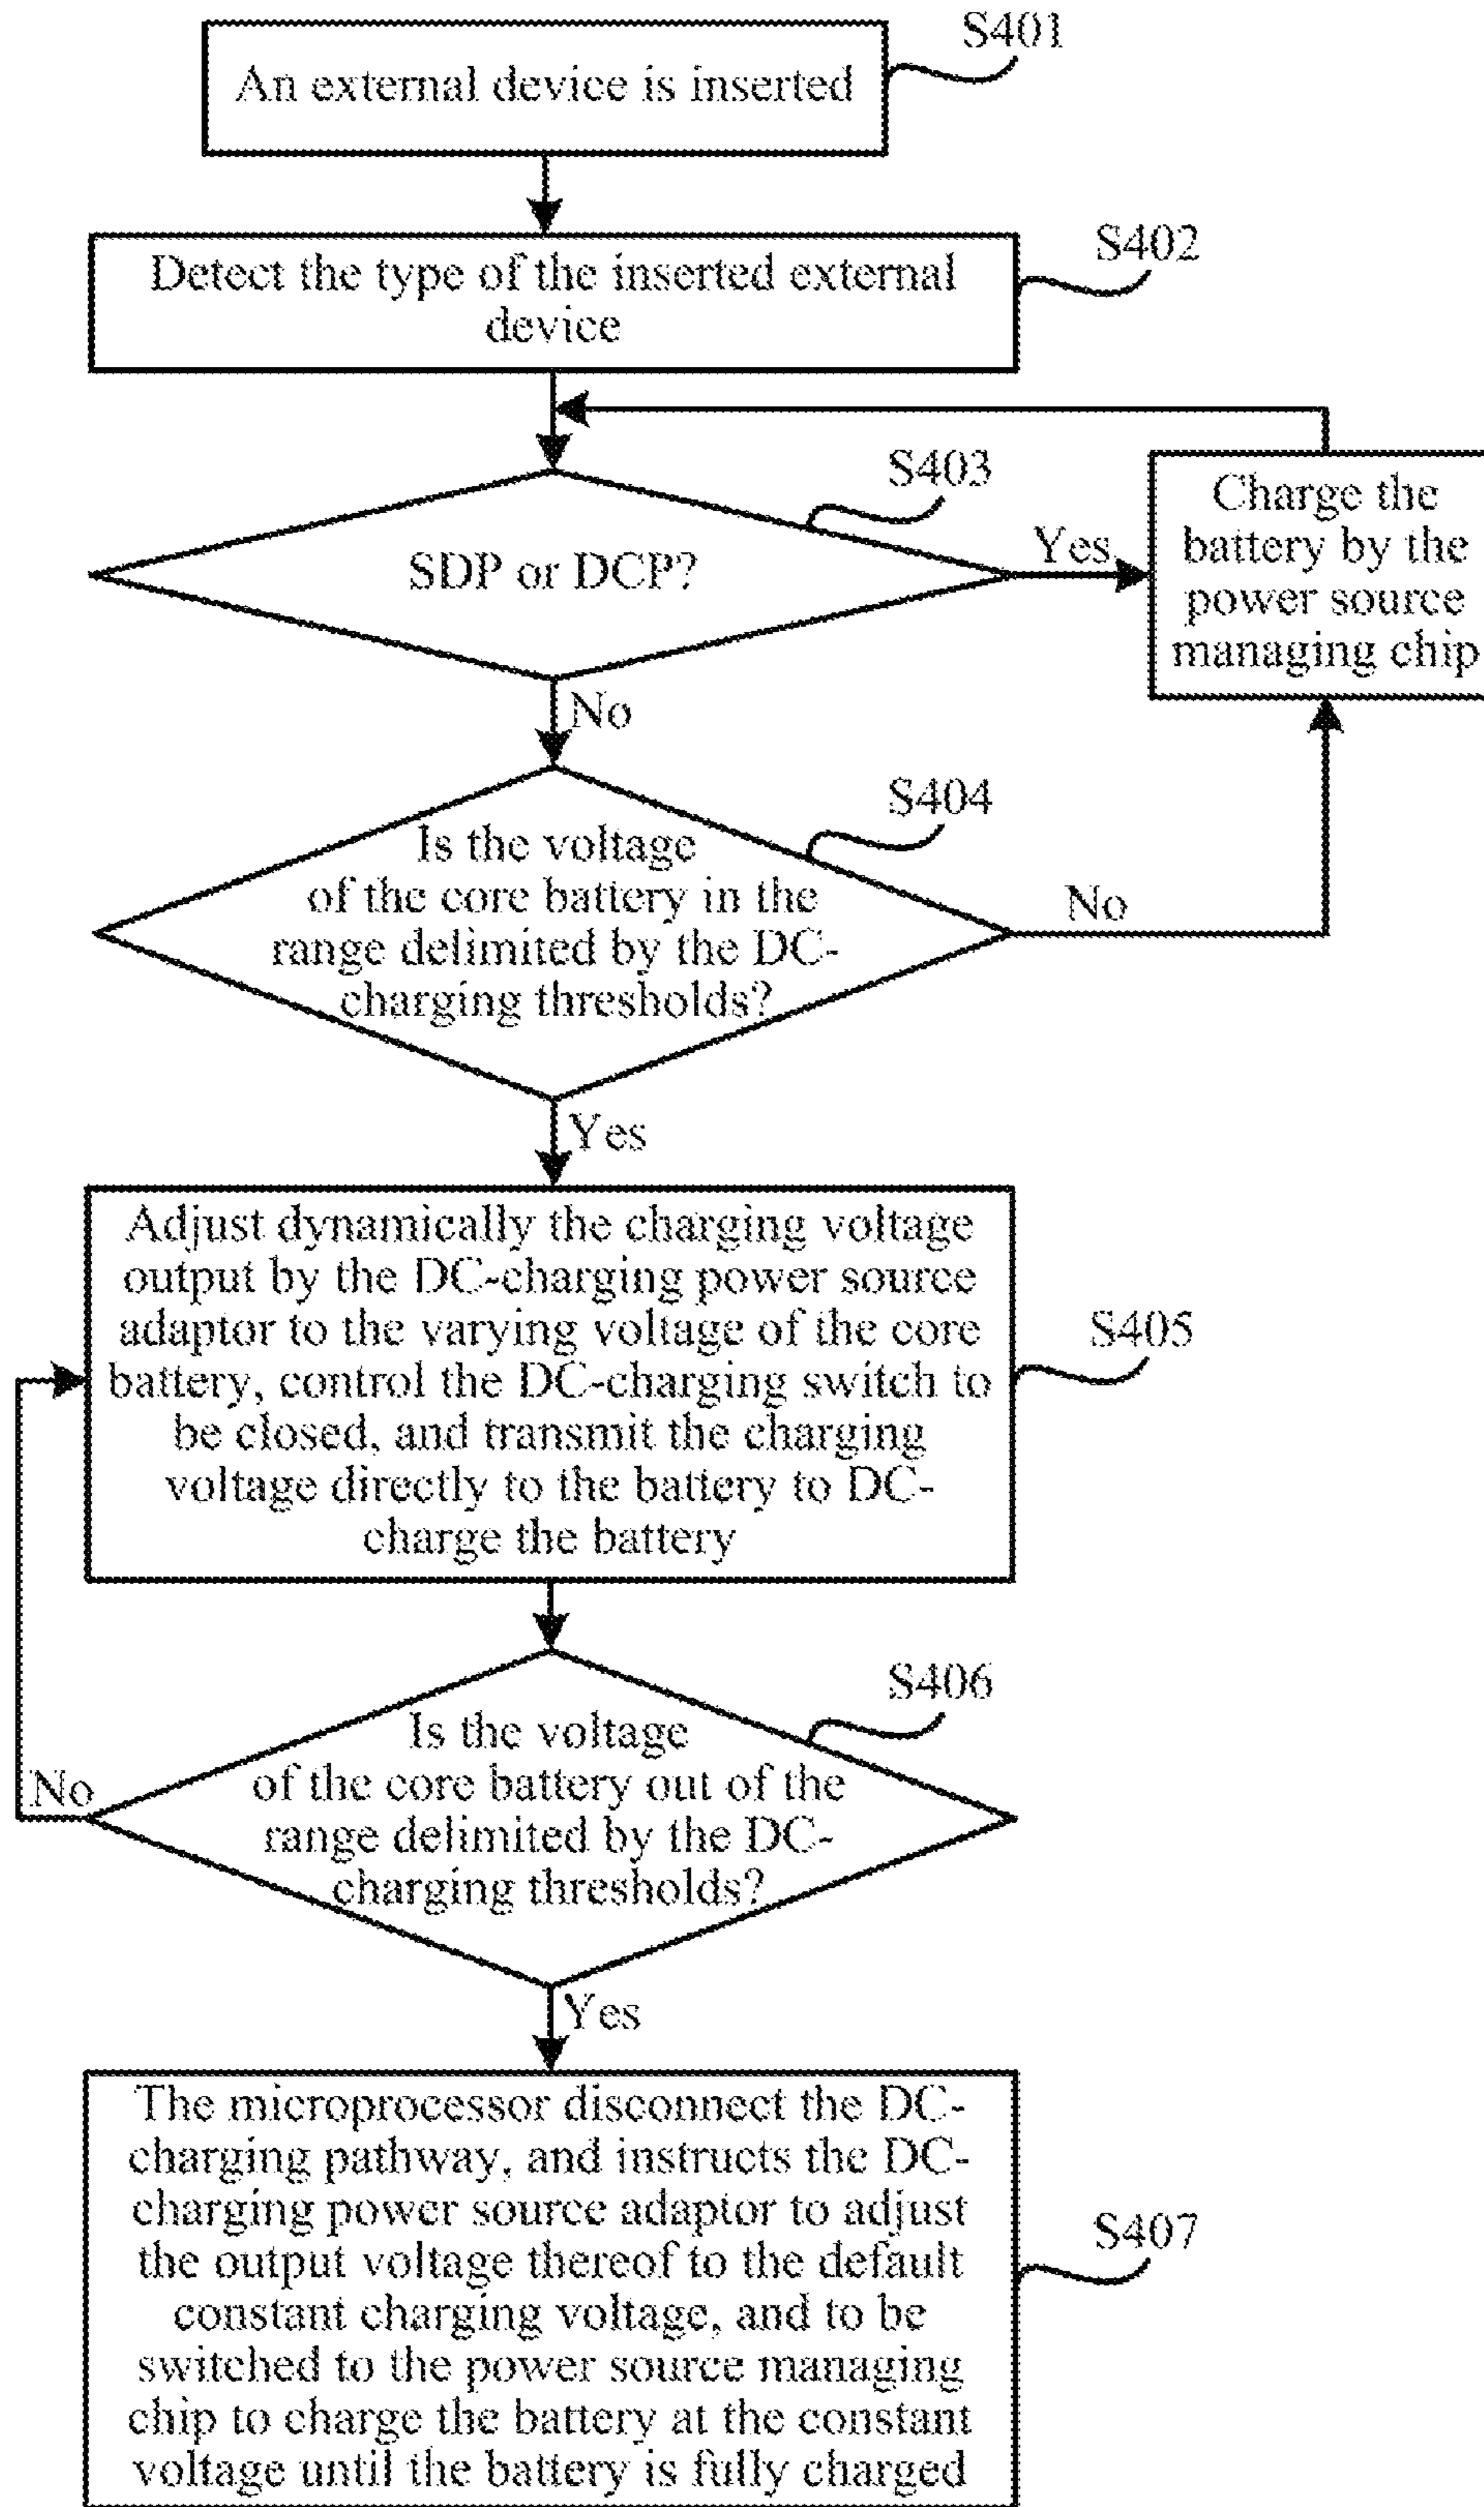 S401
An external device is inserted
S402
Detect the type of the inserted external
device
S403
SDP or DCP?
Yes
Charge the
battery by the
power source
managing chip
No
S404
Is the voltage
of the core battery in the
range delimited by the DC-
charging thresholds?
No
Yes
Adjust dynamically the charging voltage
output by the DC-charging power source
adaptor to the varying voltage of the core
battery, control the DC-charging switch to
be closed, and transmit the charging
voltage directly to the battery to DC-
charge the battery
S405
S406
Is the voltage
of the core battery out of the
range delimited by the DC-
charging thresholds?
No
Yes
The microprocessor disconnect the DC-
charging pathway, and instructs the DC-
charging power source adaptor to adjust
the output voltage thereof to the default
constant charging voltage, and to be
switched to the power source managing
chip to charge the battery at the constant
voltage until the battery is fully charged
S407